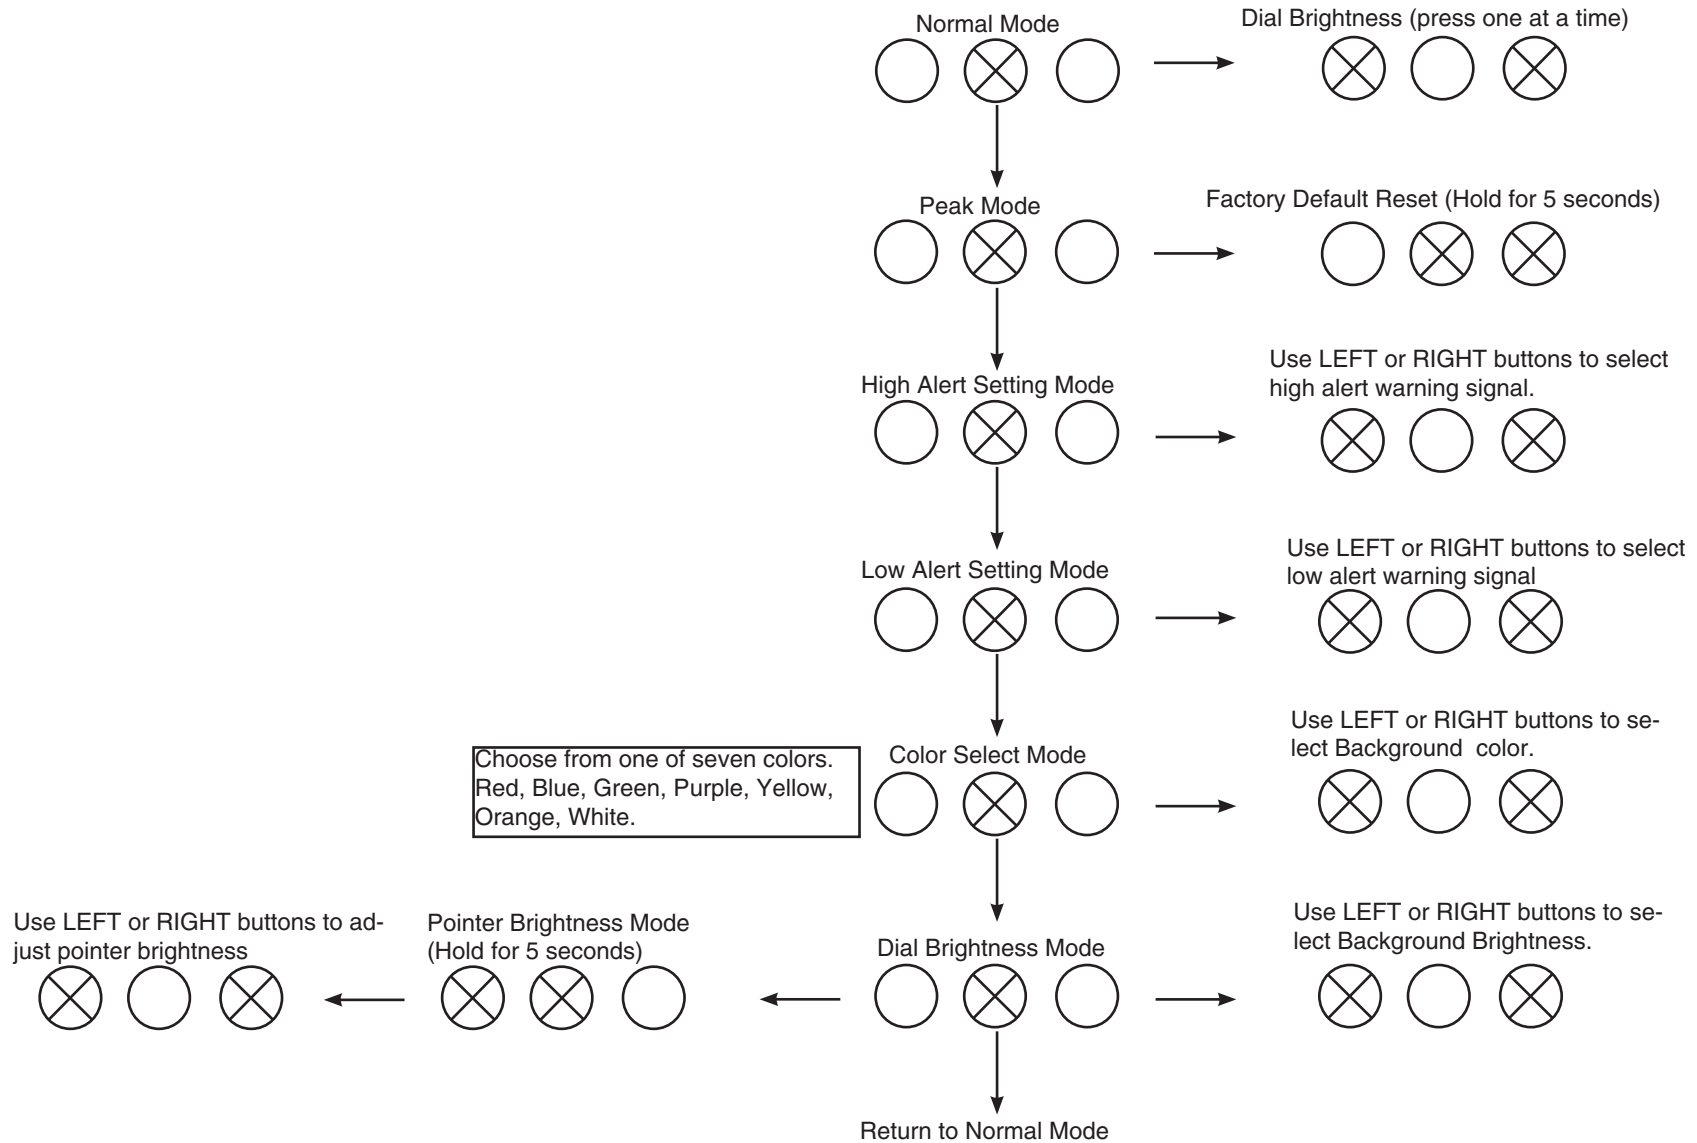 Normal Mode
Dial Brightness (press one at a time)
Peak Mode
Factory Default Reset (Hold for 5 seconds)
High Alert Setting Mode
Use LEFT or RIGHT buttons to select
high alert warning signal.
Low Alert Setting Mode
Use LEFT or RIGHT buttons to select
low alert warning signal
Choose from one of seven colors.
Red, Blue, Green, Purple, Yellow,
Orange, White.
Color Select Mode
Use LEFT or RIGHT buttons to se-
lect Background  color.
Use LEFT or RIGHT buttons to ad-
just pointer brightness
Pointer Brightness Mode
(Hold for 5 seconds)
Dial Brightness Mode
Use LEFT or RIGHT buttons to se-
lect Background Brightness.
Return to Normal Mode